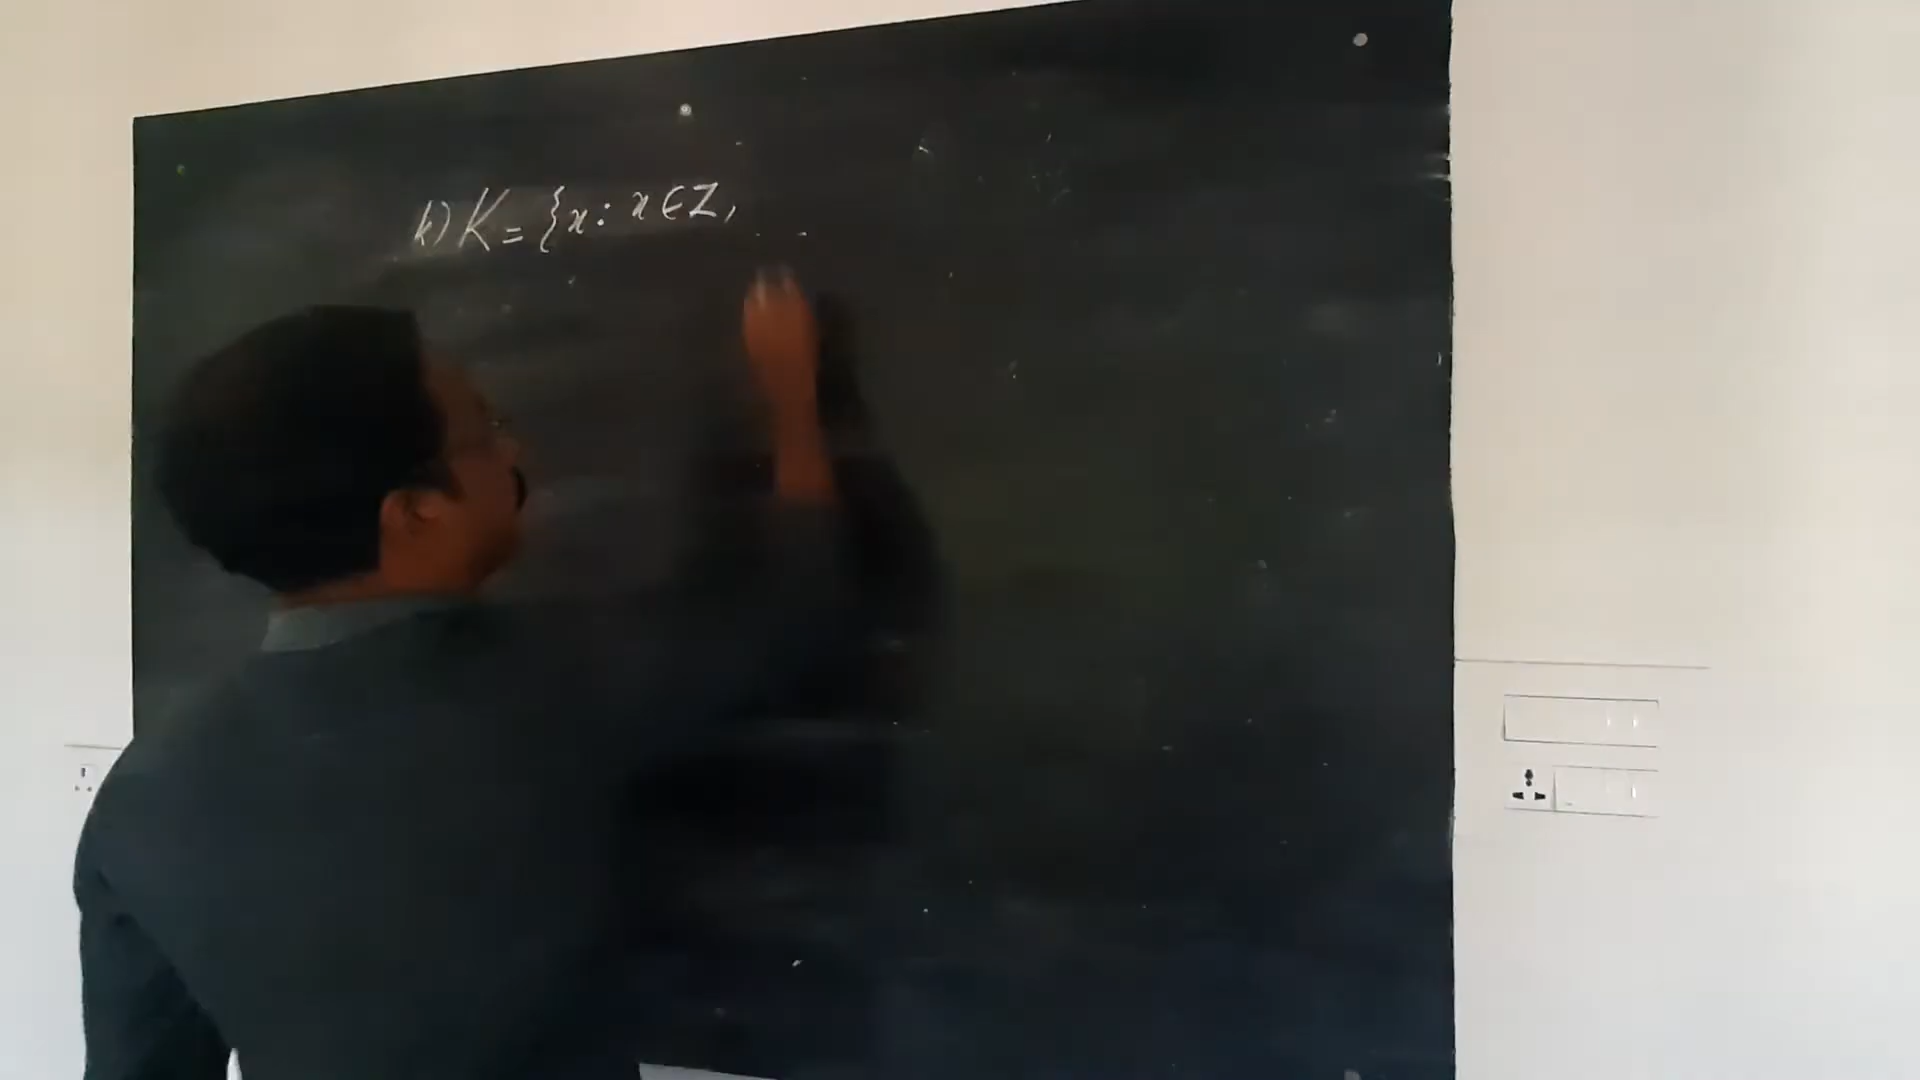 k) K = {x : x ∈ Z,